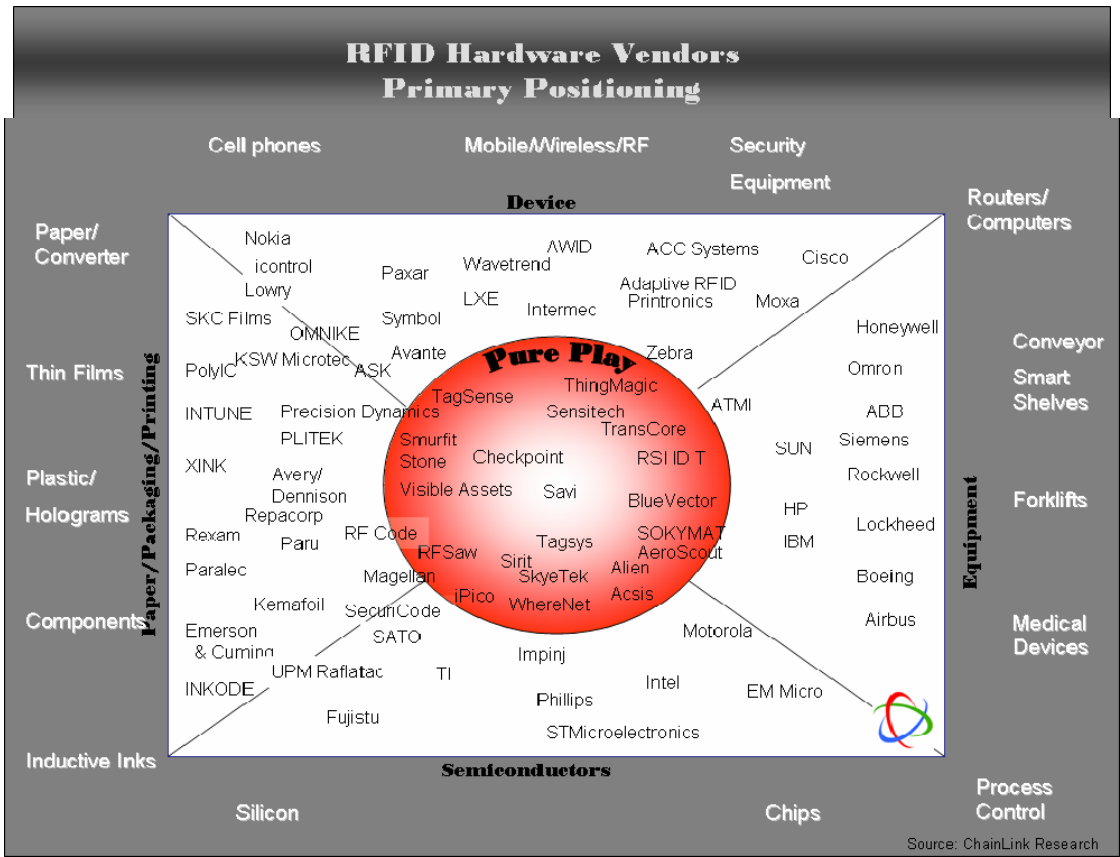 RFID Hardware Vendors
Primary Positioning
Cell phones
Mobile/Wireless/RF
Security
Equipment
Routers/
Computers
Device
Paper/
Converter
Thin Films
Plastic/
Holograms
Components
Inductive Inks
Paper/Packaging/Printing
Nokia
icontrol
Lowry
Paxar
Wavetrend
AWID
ACC Systems
Cisco
LXE
Intermec
Adaptive RFID
Printronics
Moxa
SKC Films
OMNIKE
Symbol
Honeywell
KSW Microtec
PolyIC
ASK
Avante
Pure Play
Zebra
Omron
TagSense
ThingMagic
INTUNE
Precision Dynamics
Sensitech
ATMI
ABB
PLITEK
Smurfit
Stone
TransCore
Siemens
SUN
XINK
Avery/
Dennison
Checkpoint
RSI ID T
Rockwell
Visible Assets
Savi
BlueVector
HP
Repacorp
Rexam
Paru
RF Code
SOKYMAT
Lockheed
IBM
Tagsys
RFSaw
AeroScout
Paralec
Magellan
Sirit
SkyeTek
Alien
Boeing
Kemafoil
SecuriCode
iPico
WhereNet
Acsis
Airbus
Emerson
& Cuming
SATO
Motorola
Impinj
INKODE
UPM Raflatac
TI
Intel
EM Micro
Phillips
Fujistu
STMicroelectronics
Equipment
Conveyor
Smart
Shelves
Forklifts
Medical
Devices
Semiconductors
Silicon
Chips
Process
Control
Source: ChainLink Research